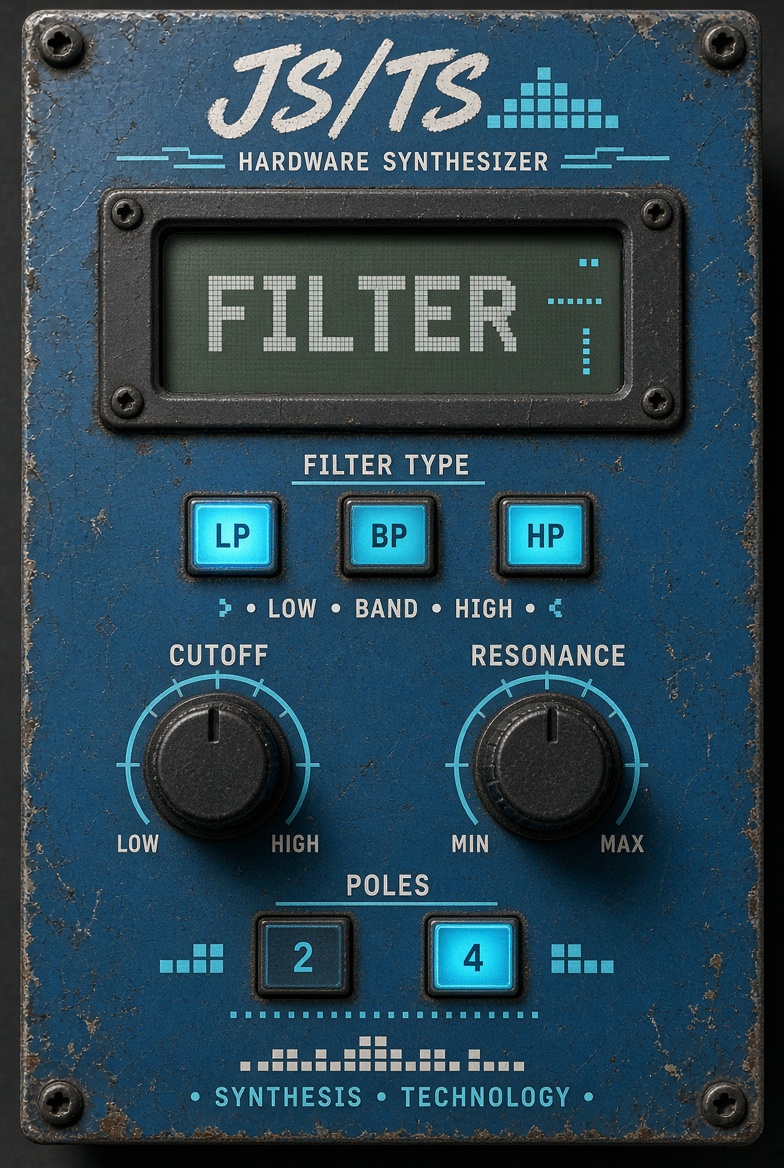 JS/TS
HARDWARE SYNTHESIZER
FILTER
FILTER TYPE
LP BP HP
• LOW • BAND • HIGH •
CUTOFF RESONANCE
LOW HIGH MIN MAX
POLES
2 4
• SYNTHESIS • TECHNOLOGY •